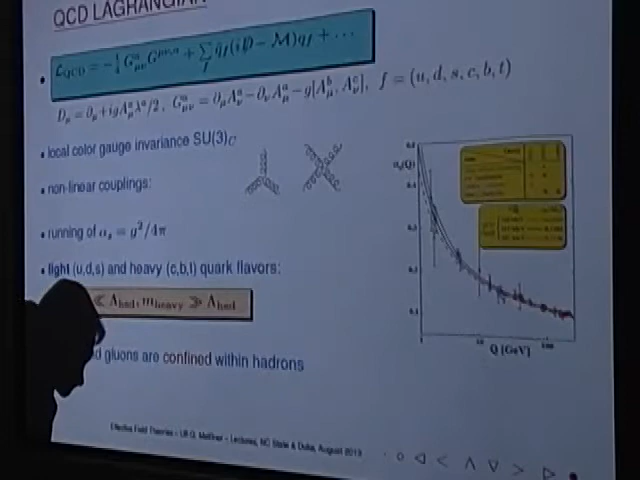 QCD LAGRANGIAN
• ℒ_QCD = −¼ G^a_μν G^μν,a + Σ_f q̄_f (i D̸ − ℳ) q_f + · · ·
D_μ = ∂_μ + igA^a_μ λ^a/2 , G^a_μν = ∂_μ A^a_ν − ∂_ν A^a_μ − g[A^b_μ, A^c_ν], f = (u, d, s, c, b, t)
• local color gauge invariance SU(3)_C
• non-linear couplings:
• running of α_s = g²/4π
• light (u,d,s) and heavy (c,b,t) quark flavors:
≪ Λ_had, m_heavy ≫ Λ_had
gluons are confined within hadrons
α_s(Q)
Q [GeV]
Effective Field Theories – Ulf-G. Meißner – Lectures, NC State & Duke, August 2013